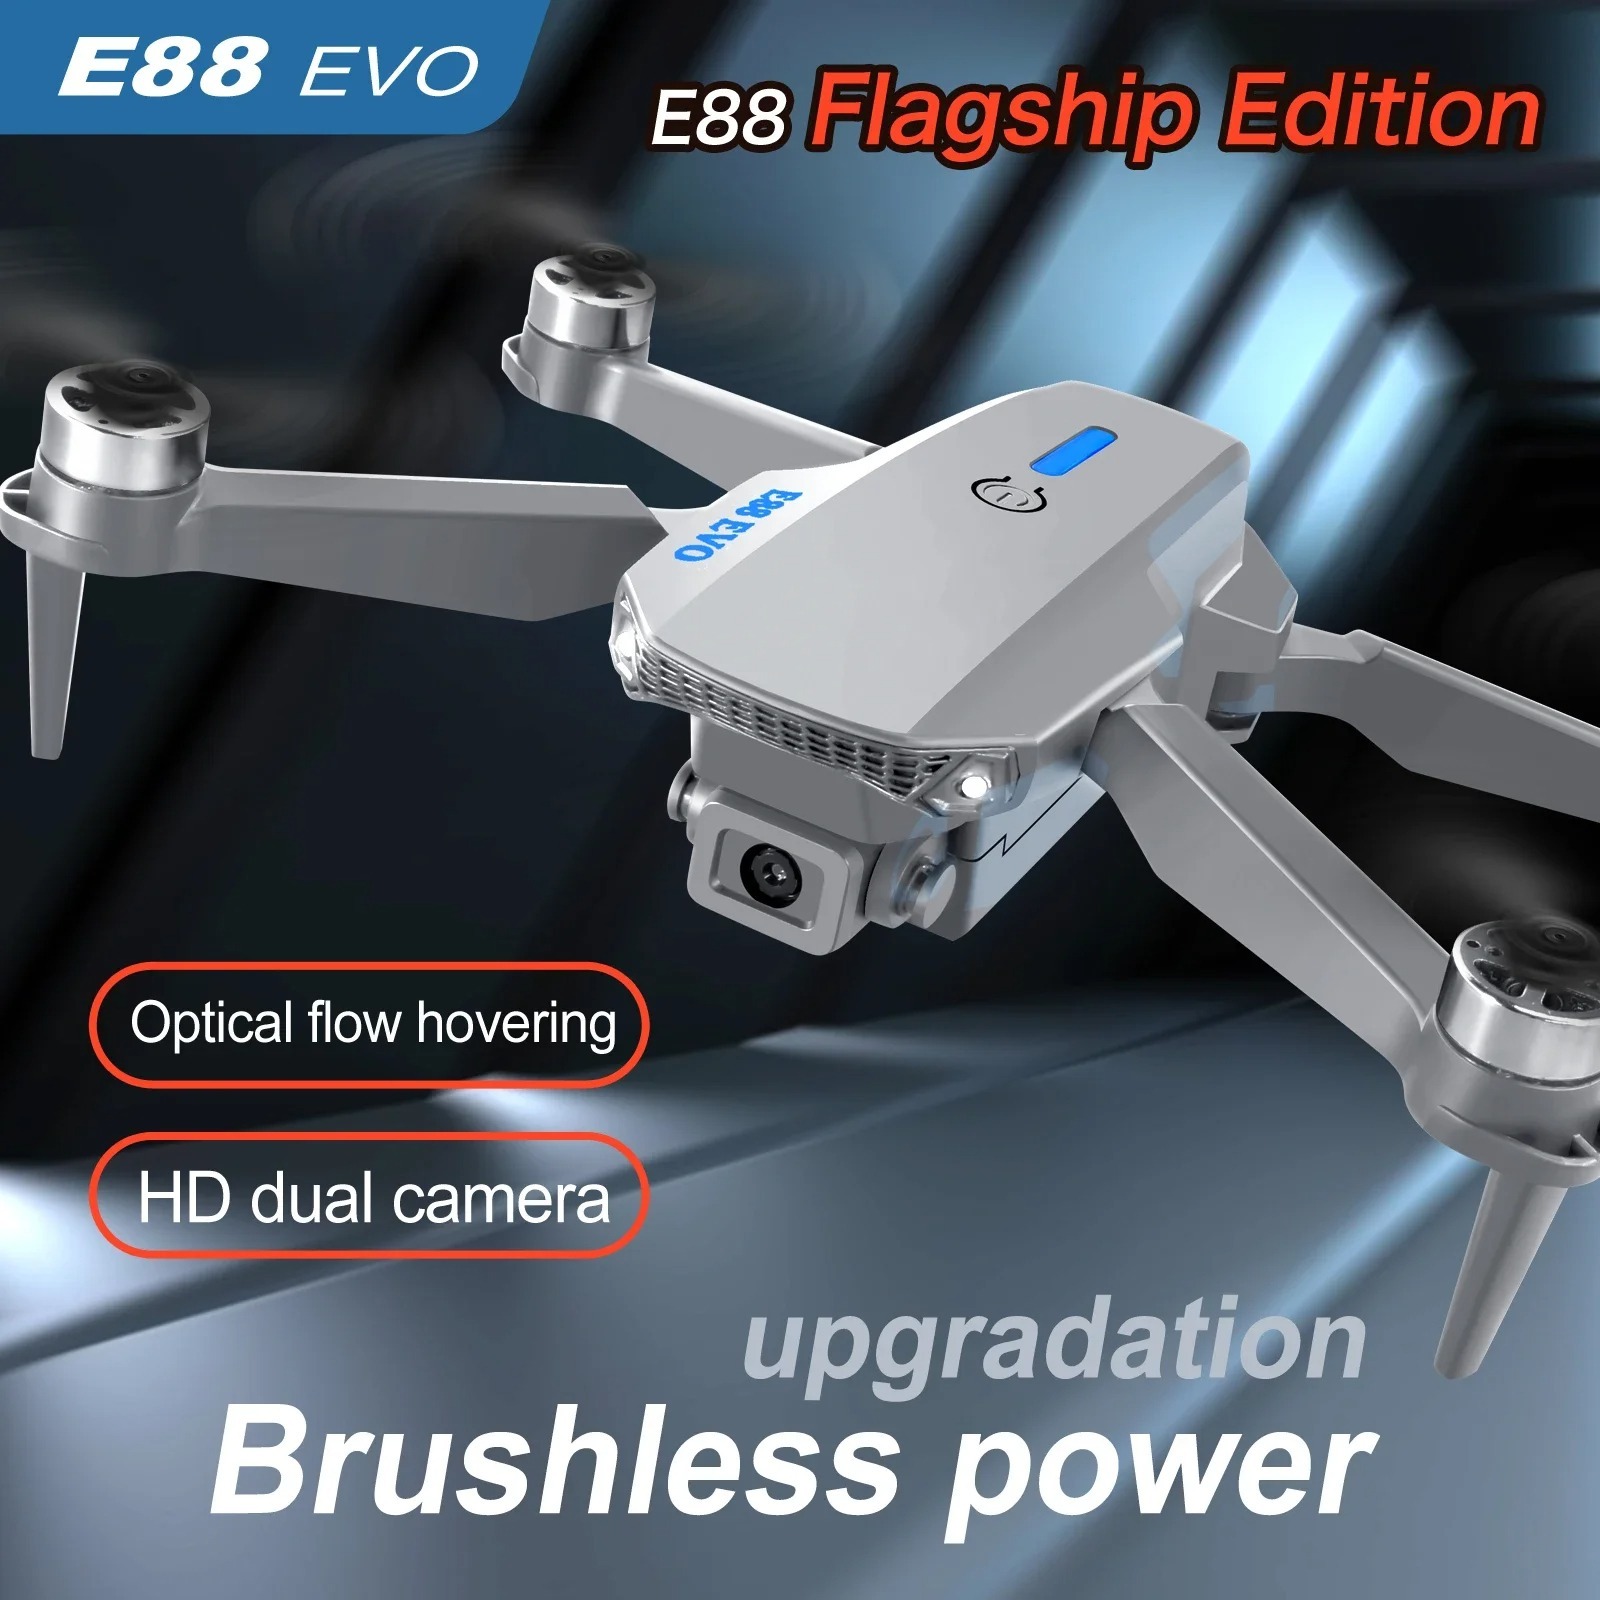 E88 EVO
E88 Flagship Edition
E88 EVO
Optical flow hovering
HD dual camera
upgradation
Brushless power